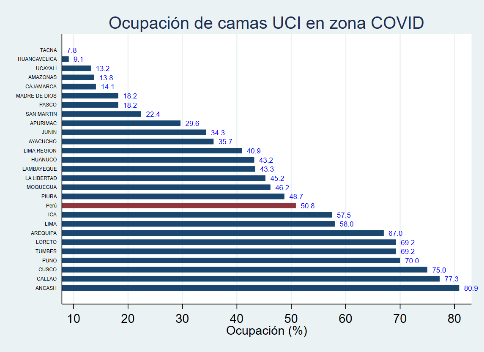 Ocupación de camas UCI en zona COVID
TACNA 7.8
HUANCAVELICA 9.1
UCAYALI 13.2
AMAZONAS 13.8
CAJAMARCA 14.1
MADRE DE DIOS 18.2
PASCO 18.2
SAN MARTIN 22.4
APURIMAC 29.6
JUNIN 34.3
AYACUCHO 35.7
LIMA REGION 40.9
HUANUCO 43.2
LAMBAYEQUE 43.3
LA LIBERTAD 45.2
MOQUEGUA 46.2
PIURA 48.7
Perú 50.8
ICA 57.5
LIMA 58.0
AREQUIPA 67.0
LORETO 69.2
TUMBES 69.2
PUNO 70.0
CUSCO 75.0
CALLAO 77.3
ANCASH 80.9
10 20 30 40 50 60 70 80
Ocupación (%)